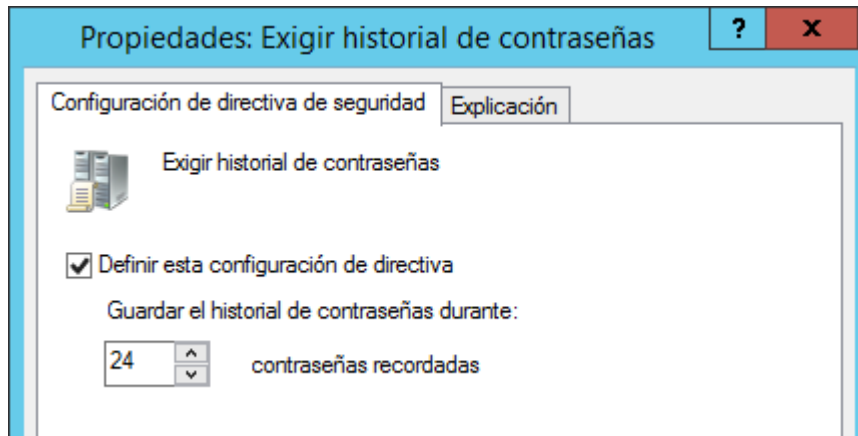 Propiedades: Exigir historial de contraseñas
? x
Configuración de directiva de seguridad Explicación
Exigir historial de contraseñas
Definir esta configuración de directiva
Guardar el historial de contraseñas durante:
24 contraseñas recordadas